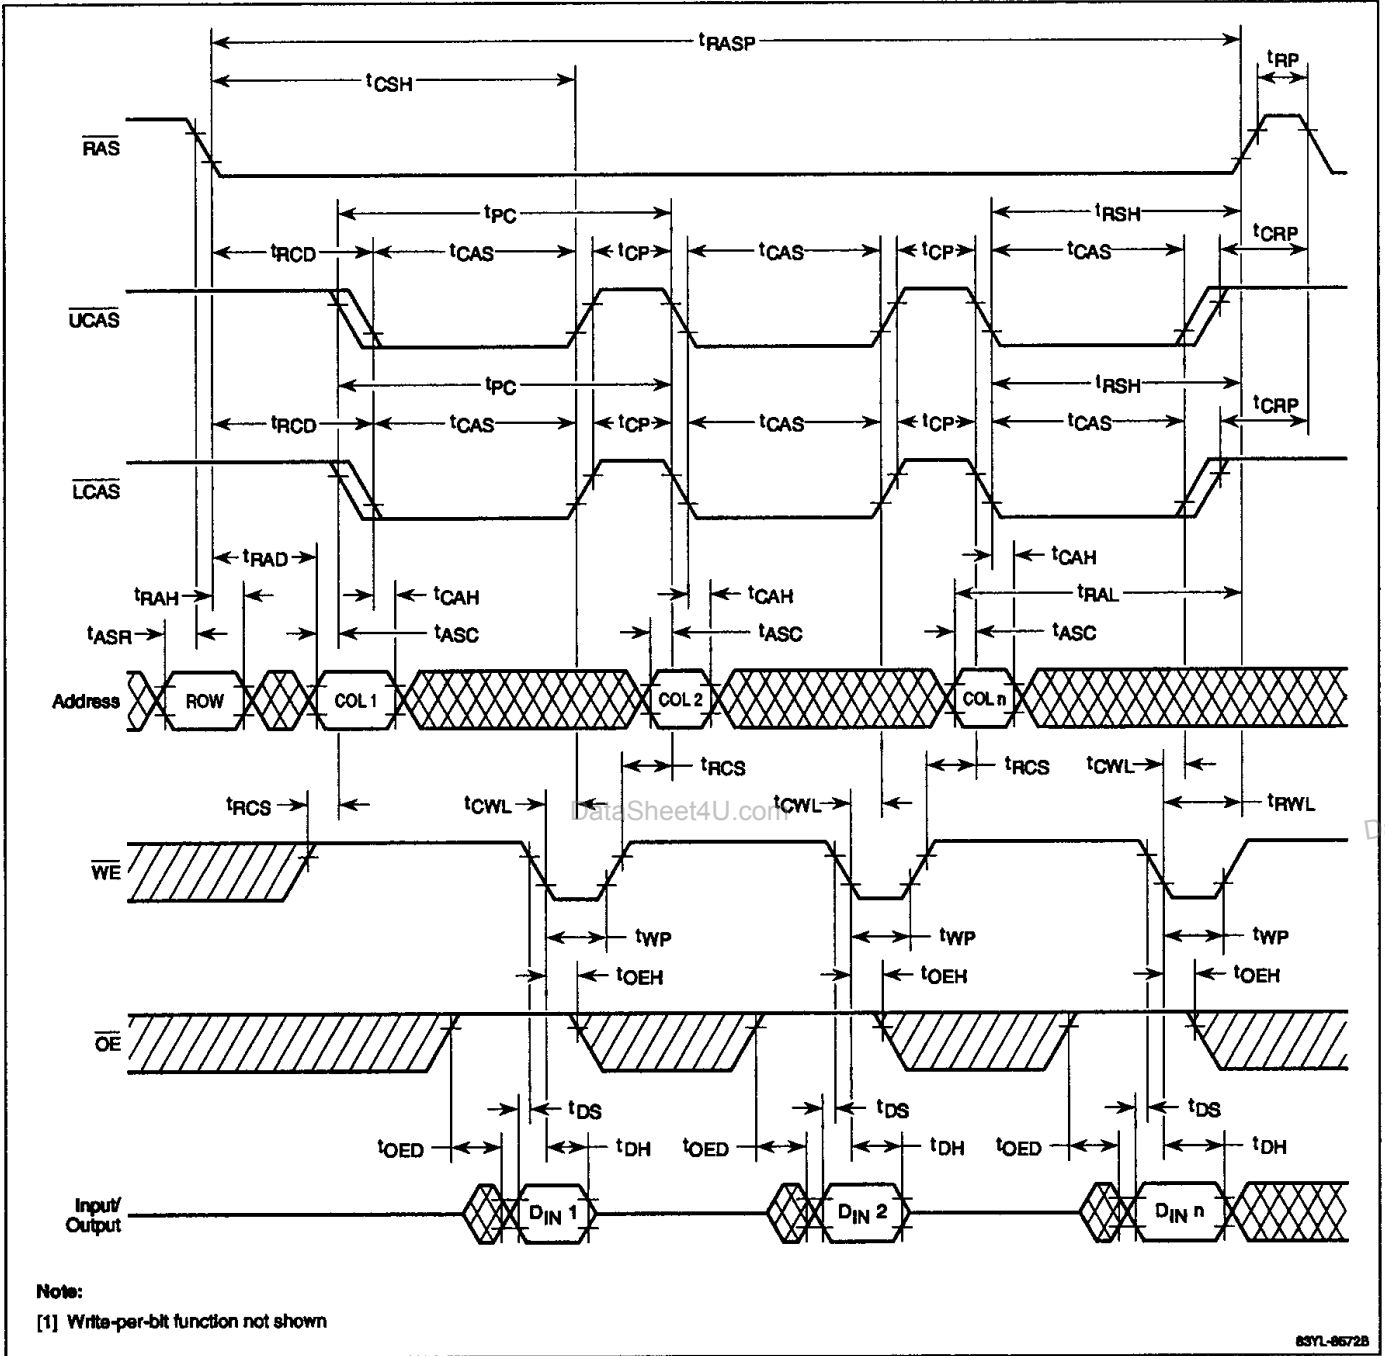 tRASP
tRP
tCSH
RAS
tPC tRSH
tRCD tCAS tCP tCAS tCP tCAS tCRP
UCAS
tPC tRSH
tRCD tCAS tCP tCAS tCP tCAS tCRP
LCAS
tRAD tCAH
tRAH tCAH tCAH tRAL
tASR tASC tASC tASC
Address ROW COL 1 COL 2 COL n
tRCS tRCS tCWL
tRCS tCWL tCWL tRWL
DataSheet4U.com
D
WE
tWP tWP tWP
tOEH tOEH tOEH
OE
tDS tDS tDS
tOED tDH tOED tDH tOED tDH
Input/
Output
DIN 1 DIN 2 DIN n
Note:
[1] Write-per-bit function not shown
83YL-8572B